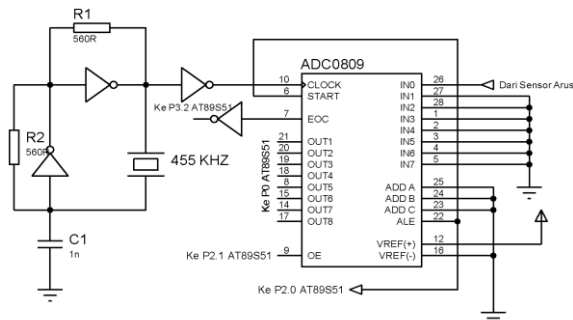 R1
560R
R2
560R
C1
1n
455 KHZ
ADC0809
10 CLOCK
6 START
7 EOC
21 OUT1
20 OUT2
19 OUT3
18 OUT4
8 OUT5
15 OUT6
14 OUT7
17 OUT8
9 OE
IN0 26
IN1 27
IN2 28
IN3 1
IN4 2
IN5 3
IN6 4
IN7 5
ADD A 25
ADD B 24
ADD C 23
ALE 22
VREF(+) 12
VREF(-) 16
Ke P3.2 AT89S51
Ke P0 AT89S51
Ke P2.1 AT89S51
Ke P2.0 AT89S51
Dari Sensor Arus